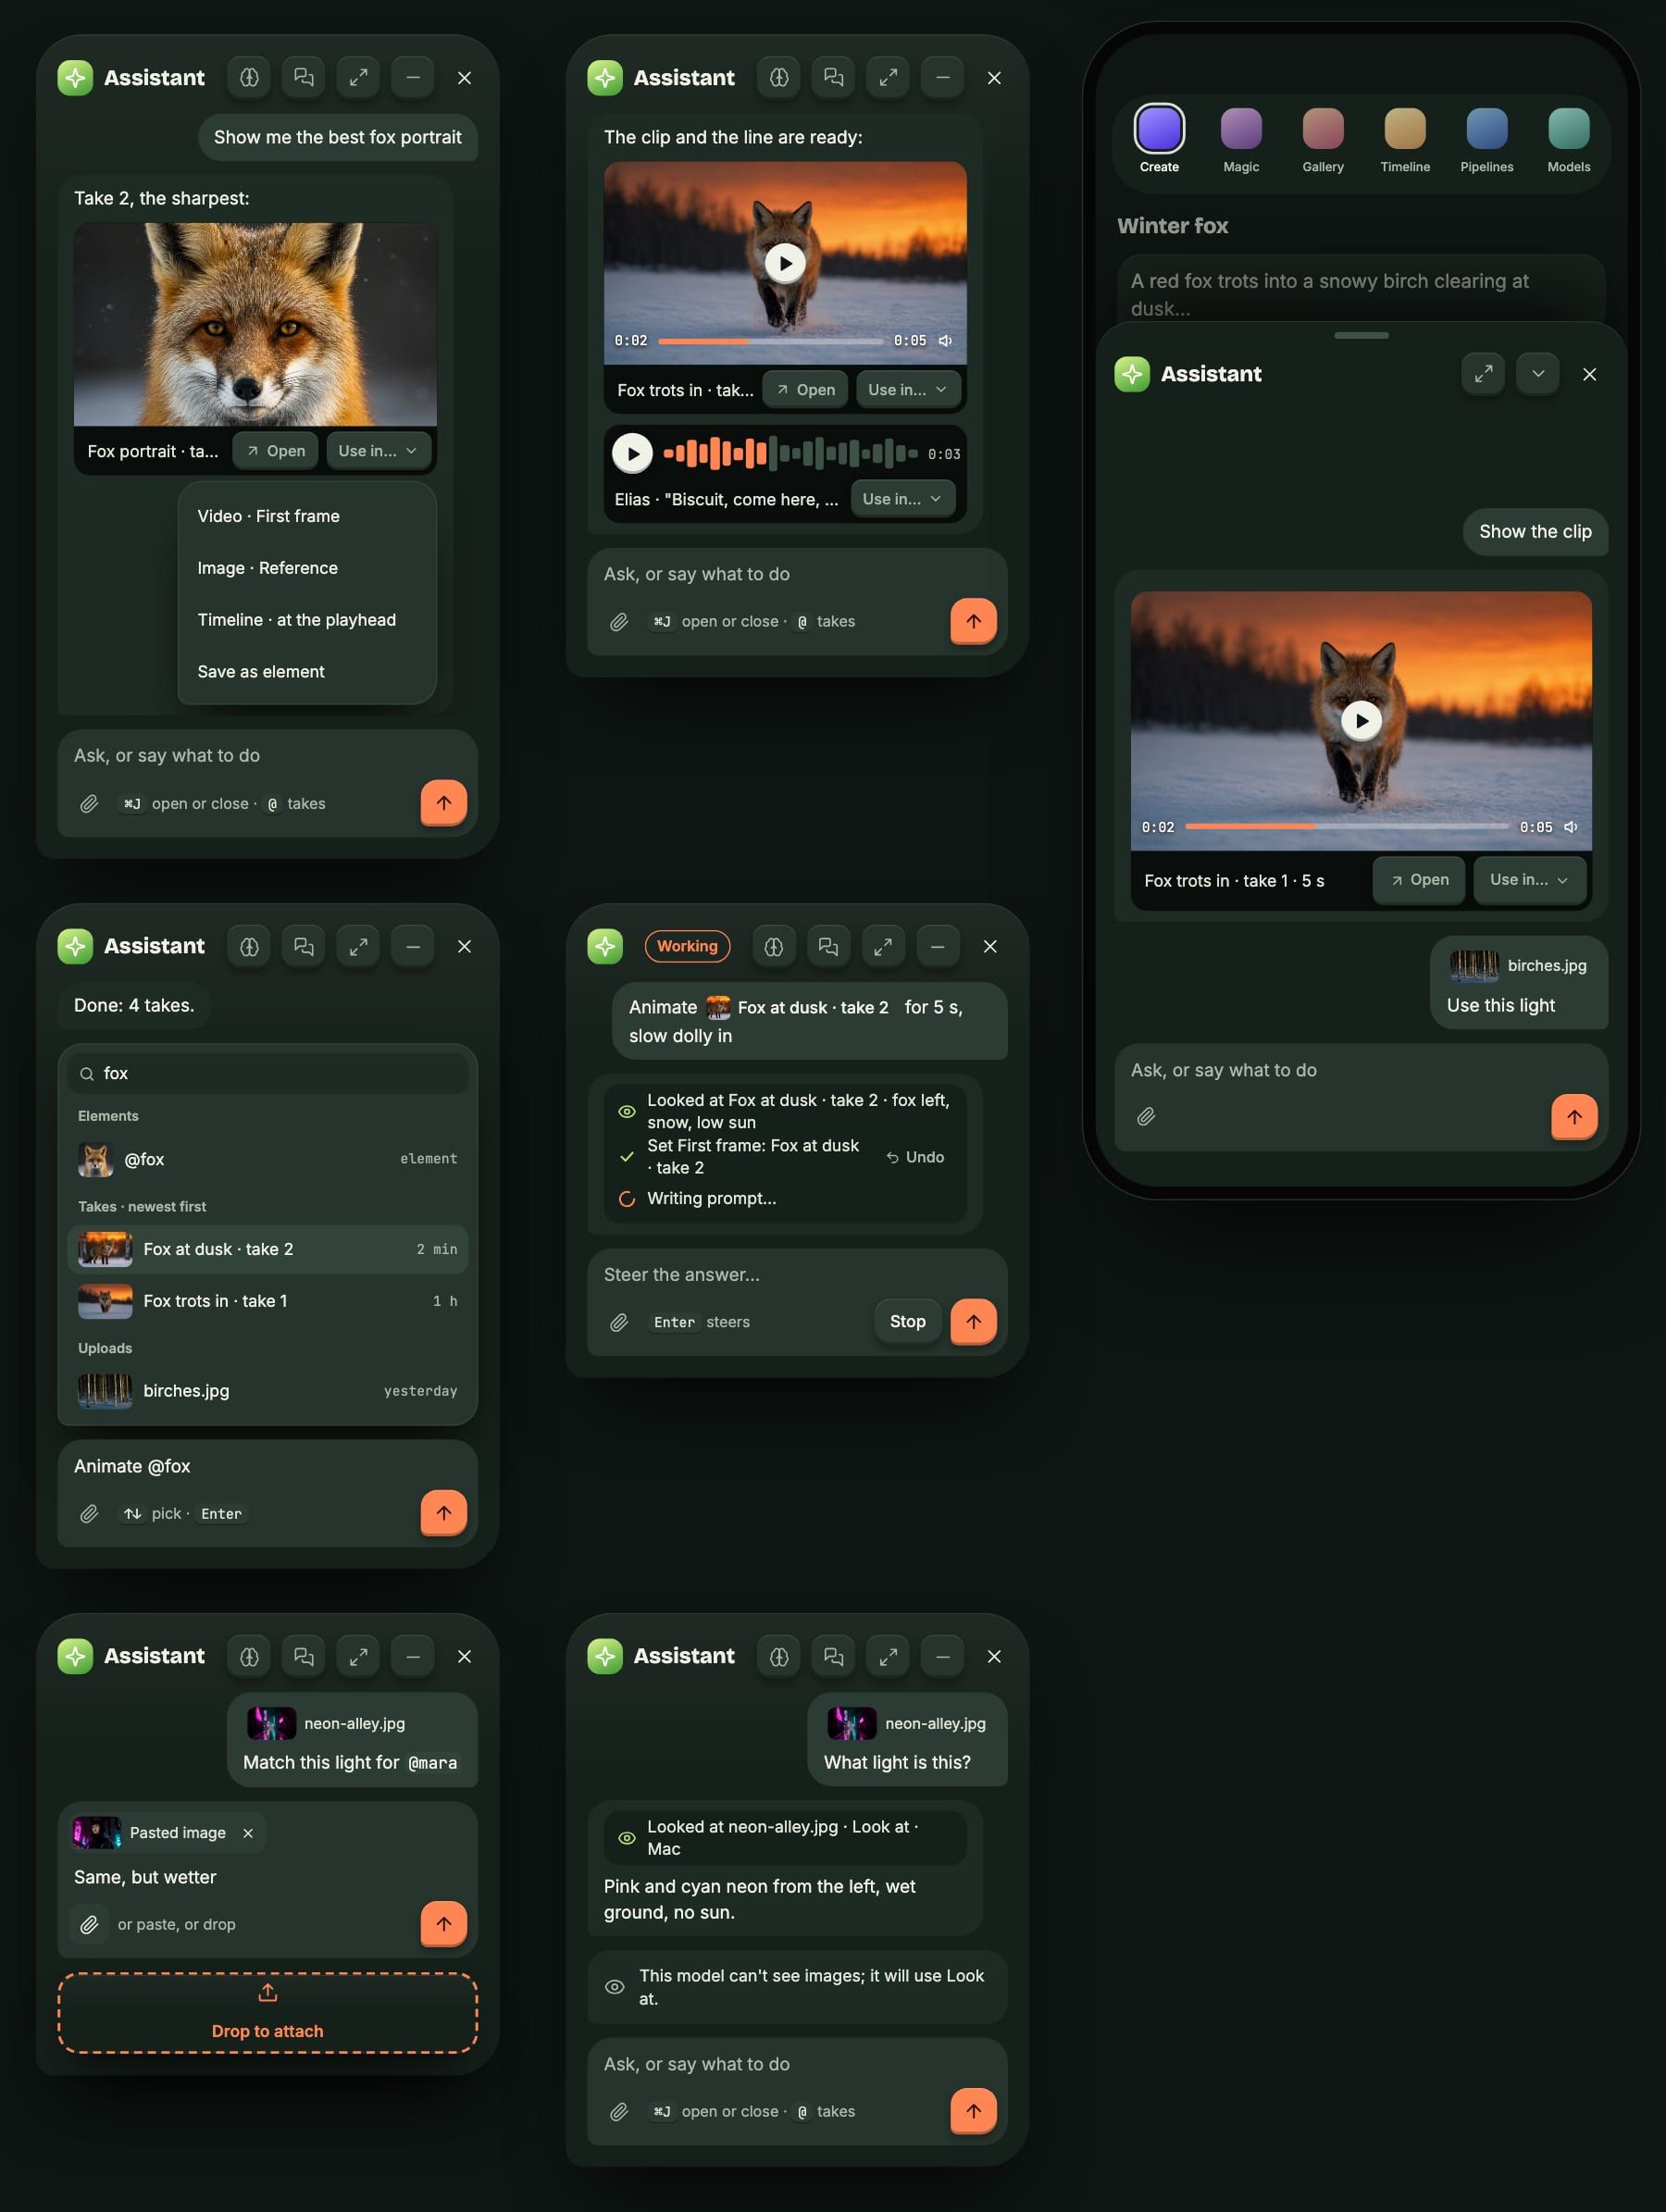 Assistant
Show me the best fox portrait
Take 2, the sharpest:
Fox portrait · ta...
Open
Use in...
Video · First frame
Image · Reference
Timeline · at the playhead
Save as element
Ask, or say what to do
⌘J open or close · @ takes
Assistant
The clip and the line are ready:
0:02
0:05
Fox trots in · tak...
Open
Use in...
0:03
Elias · "Biscuit, come here, ...
Use in...
Ask, or say what to do
⌘J open or close · @ takes
Create
Magic
Gallery
Timeline
Pipelines
Models
Winter fox
A red fox trots into a snowy birch clearing at
dusk...
Assistant
Show the clip
0:02
0:05
Fox trots in · take 1 · 5 s
Open
Use in...
birches.jpg
Use this light
Ask, or say what to do
Assistant
Done: 4 takes.
fox
Elements
@fox
element
Takes · newest first
Fox at dusk · take 2
2 min
Fox trots in · take 1
1 h
Uploads
birches.jpg
yesterday
Animate @fox
↑↓ pick · Enter
Working
Animate Fox at dusk · take 2 for 5 s,
slow dolly in
Looked at Fox at dusk · take 2 · fox left,
snow, low sun
Set First frame: Fox at dusk
· take 2
Undo
Writing prompt...
Steer the answer...
Enter steers
Stop
Assistant
neon-alley.jpg
Match this light for @mara
Pasted image
Same, but wetter
or paste, or drop
Drop to attach
Assistant
neon-alley.jpg
What light is this?
Looked at neon-alley.jpg · Look at ·
Mac
Pink and cyan neon from the left, wet
ground, no sun.
This model can't see images; it will use Look
at.
Ask, or say what to do
⌘J open or close · @ takes